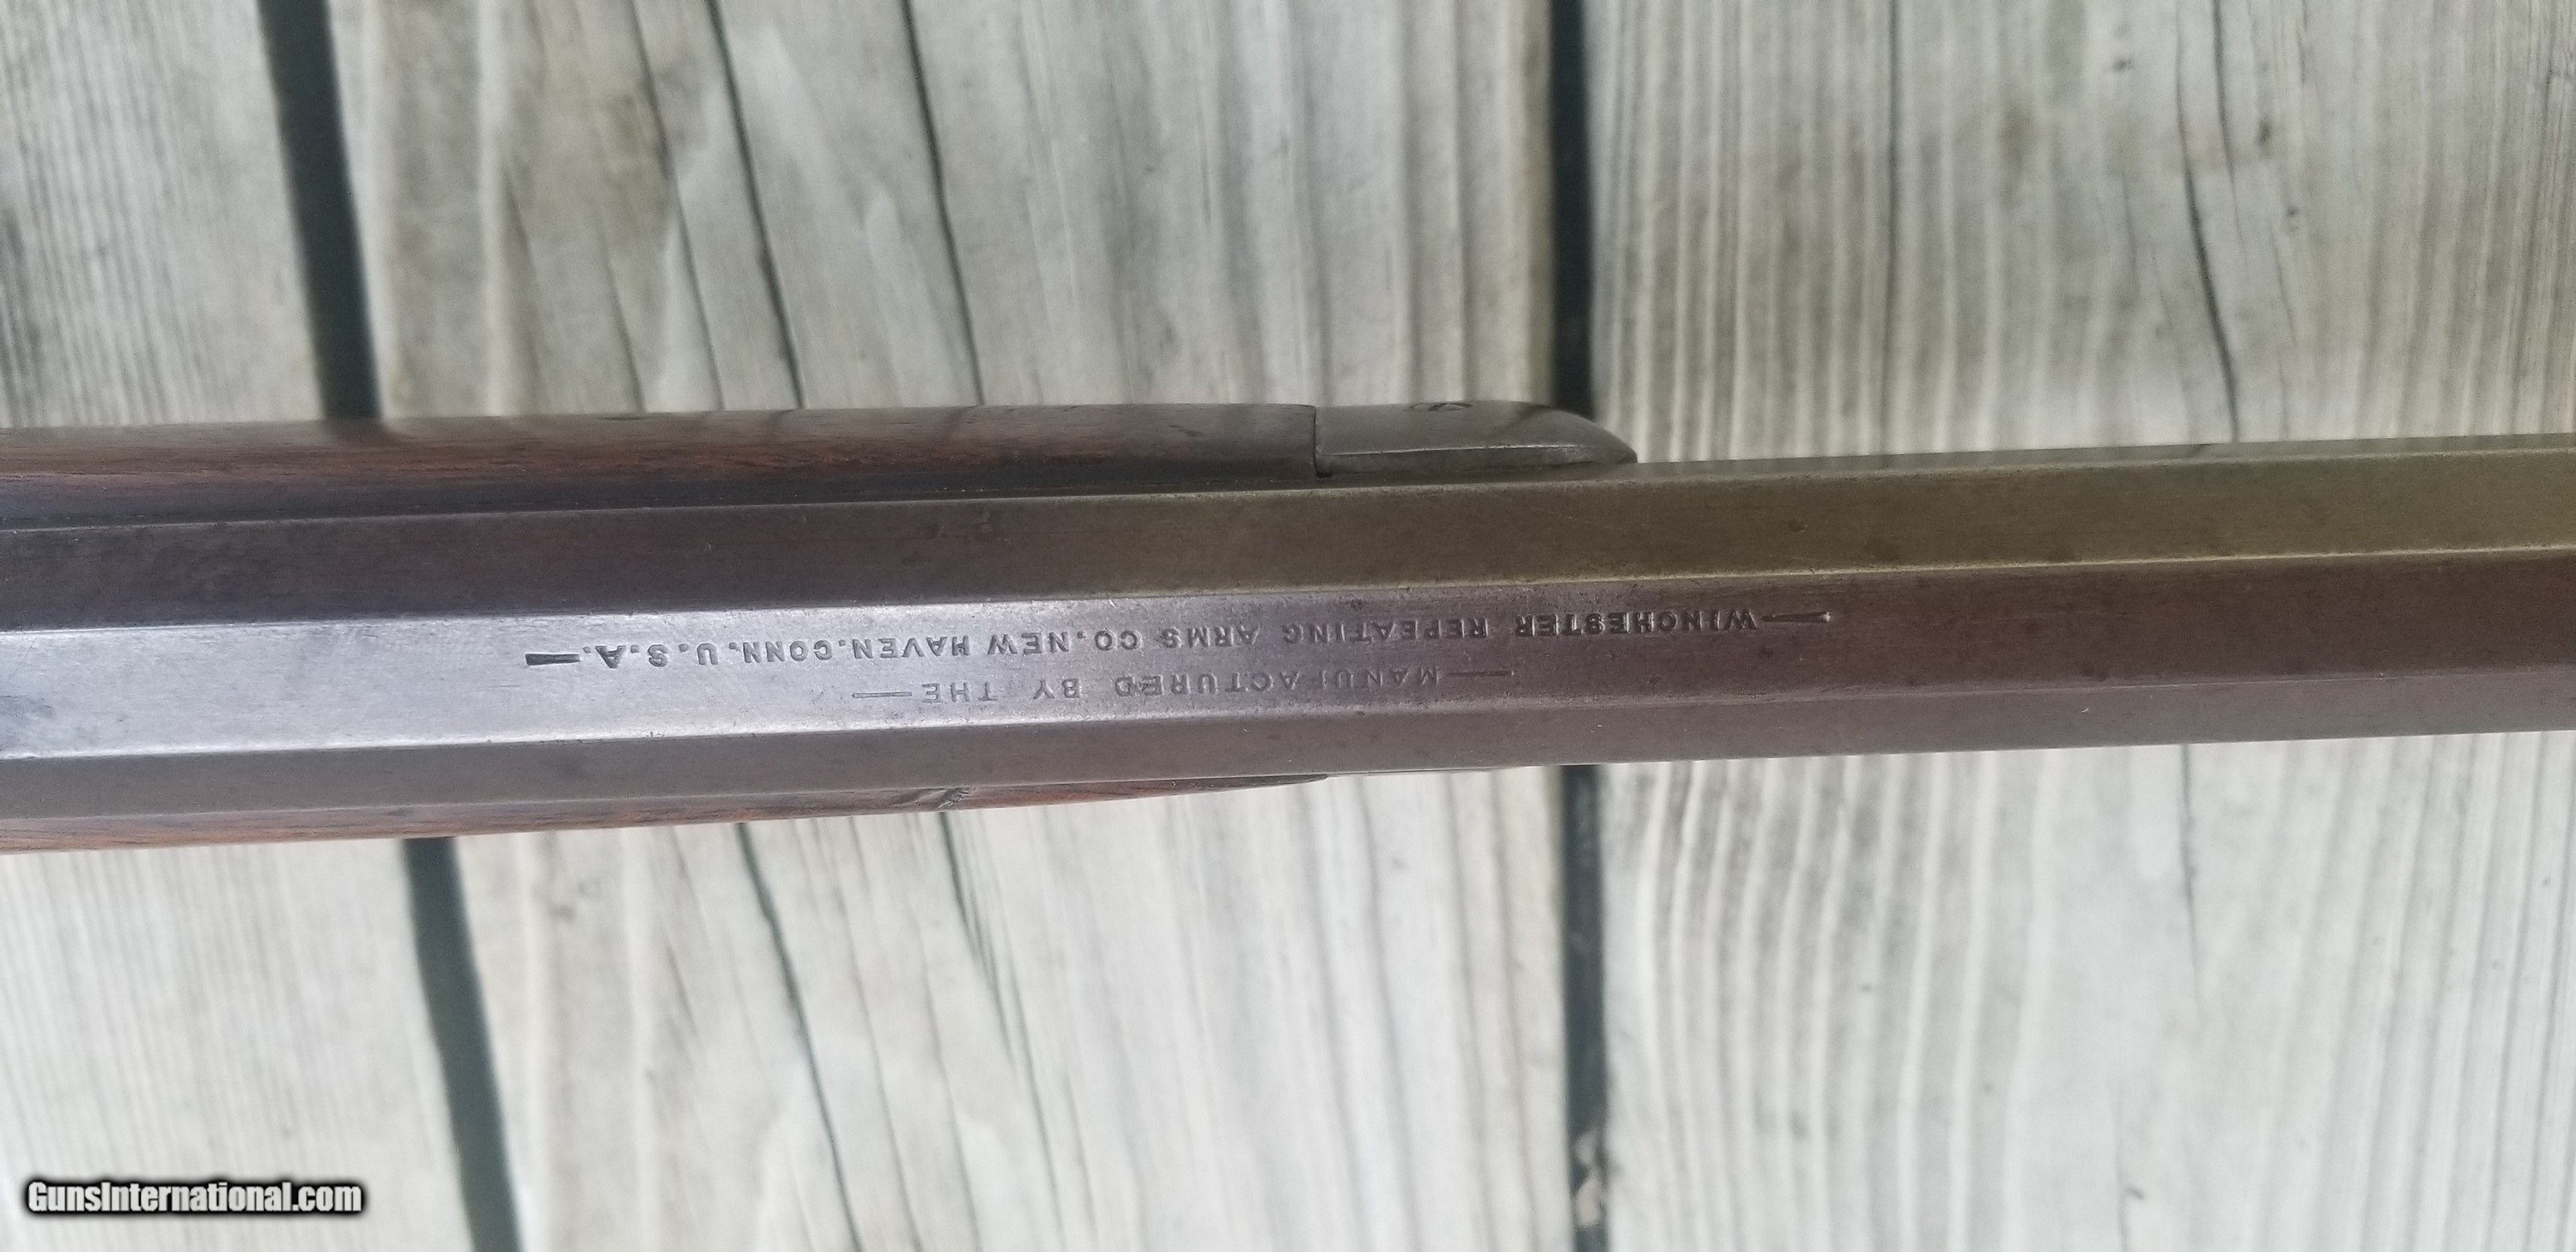 —MANUFACTURED BY THE—
—WINCHESTER REPEATING ARMS CO. NEW HAVEN. CONN. U.S.A.—
GunsInternational.com